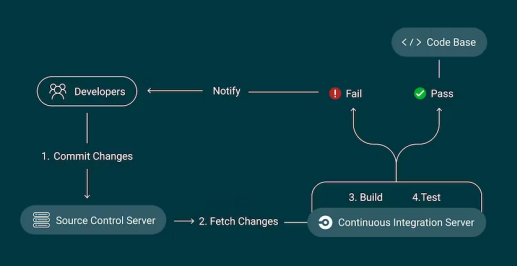 </> Code Base
Developers
Notify
Fail
Pass
1. Commit Changes
3. Build
4.Test
Source Control Server
2. Fetch Changes
Continuous Integration Server